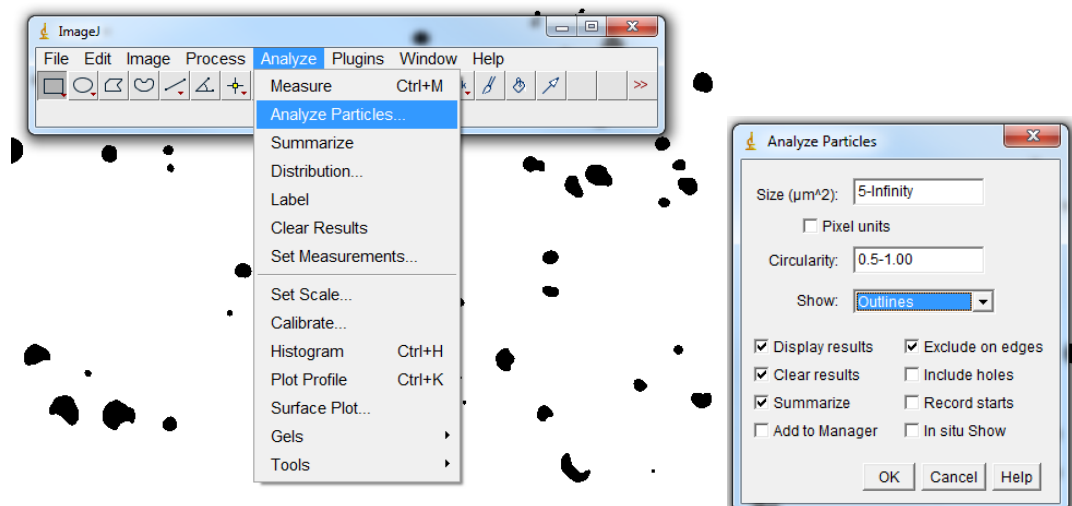 ImageJ
File Edit Image Process Analyze Plugins Window Help
>>
Measure Ctrl+M
Analyze Particles...
Summarize
Distribution...
Label
Clear Results
Set Measurements...
Set Scale...
Calibrate...
Histogram Ctrl+H
Plot Profile Ctrl+K
Surface Plot...
Gels
Tools
Analyze Particles
Size (µm^2): 5-Infinity
Pixel units
Circularity: 0.5-1.00
Show: Outlines
Display results Exclude on edges
Clear results Include holes
Summarize Record starts
Add to Manager In situ Show
OK Cancel Help